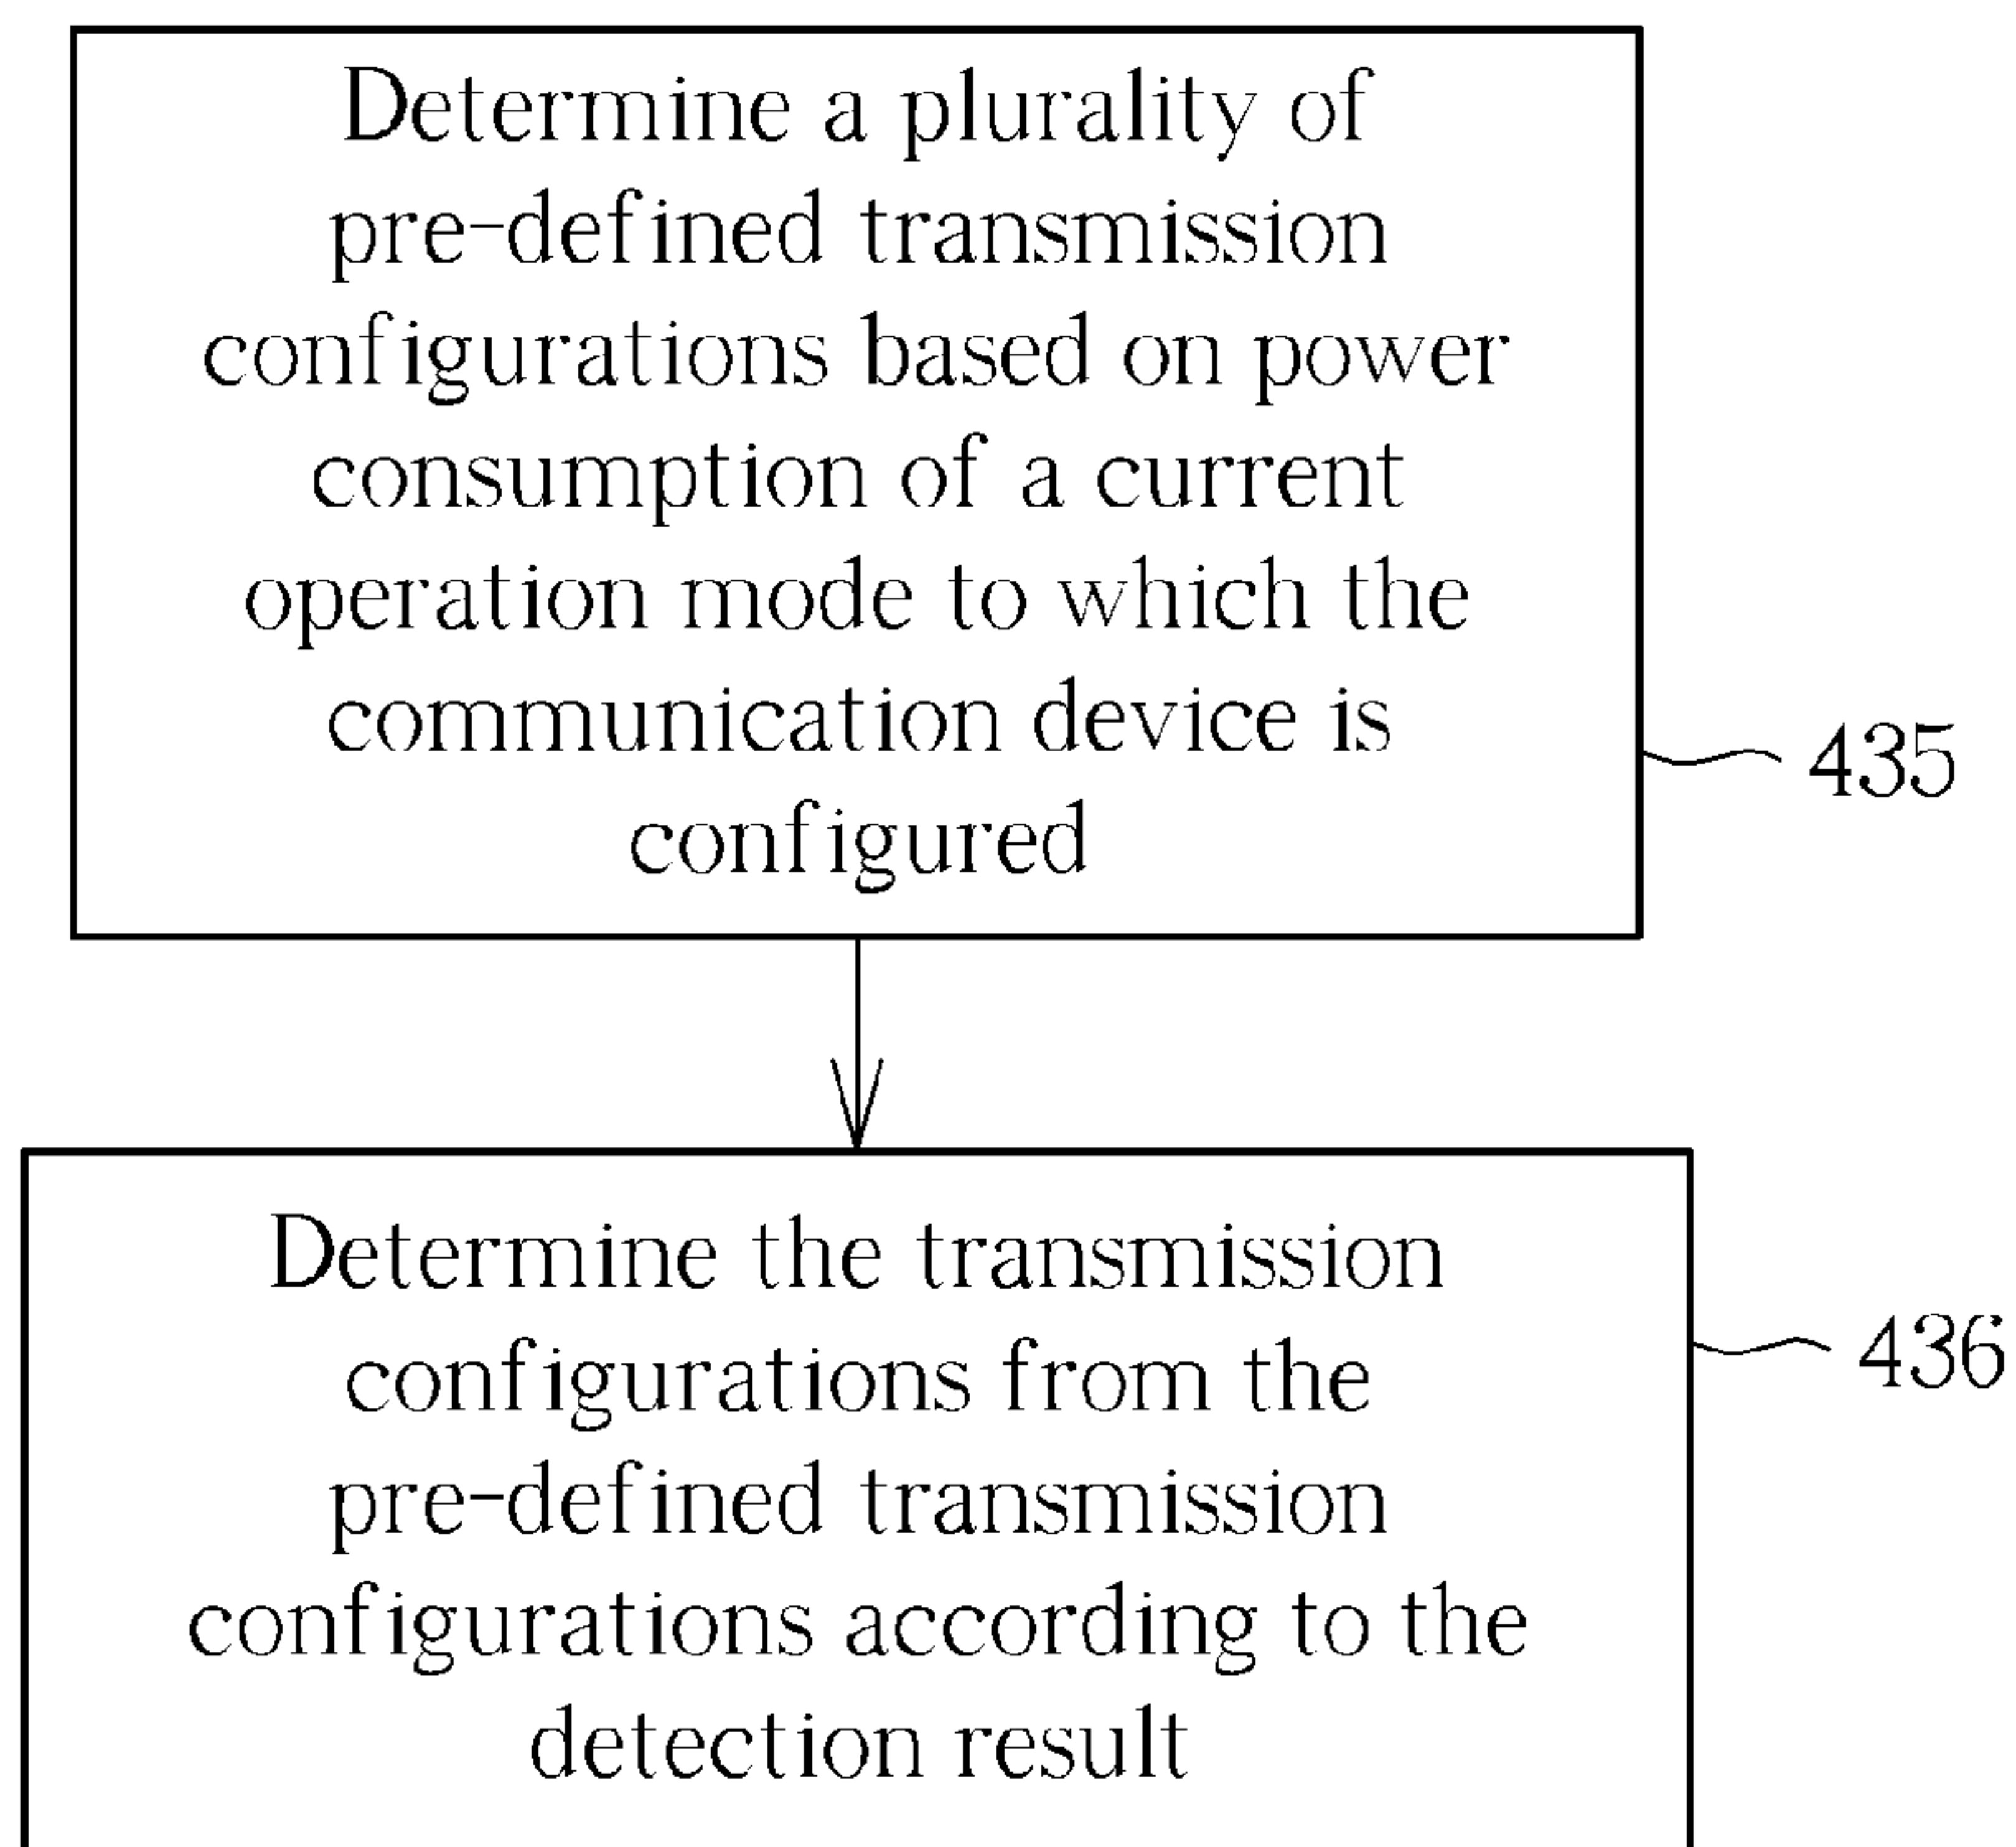 Determine a plurality of
pre-defined transmission
configurations based on power
consumption of a current
operation mode to which the
communication device is
configured
435
Determine the transmission
configurations from the
pre-defined transmission
configurations according to the
detection result
436